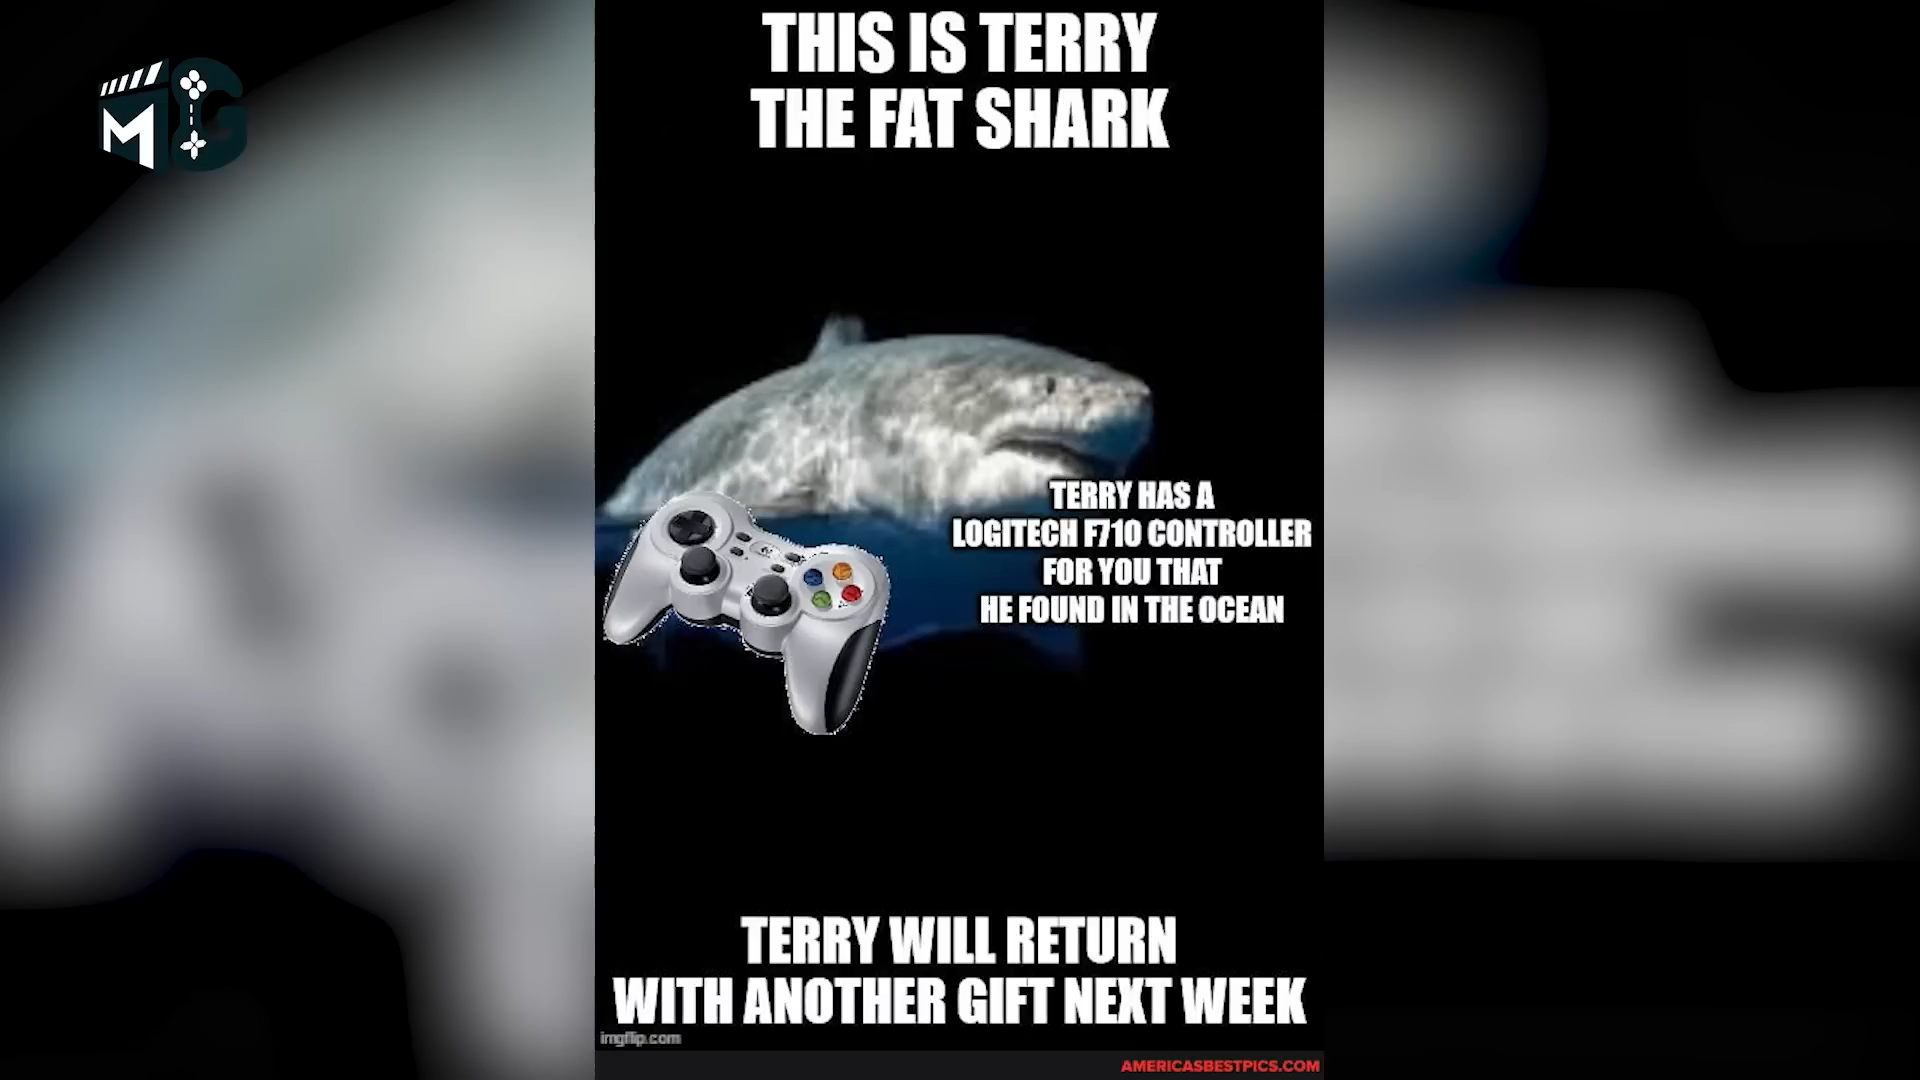 MG
THIS IS TERRY
THE FAT SHARK
TERRY HAS A
LOGITECH F710 CONTROLLER
FOR YOU THAT
HE FOUND IN THE OCEAN
TERRY WILL RETURN
WITH ANOTHER GIFT NEXT WEEK
imgflip.com
AMERICASBESTPICS.COM